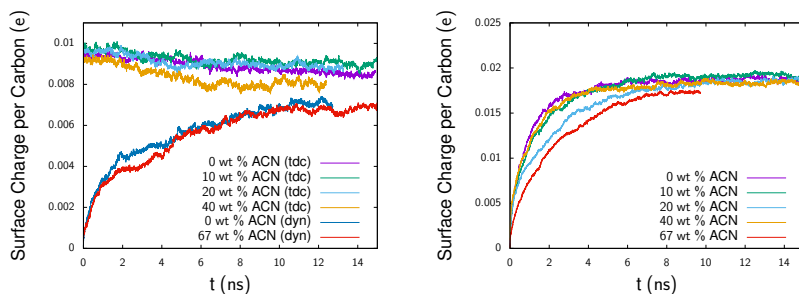 Surface Charge per Carbon (e)
0.01
0.008
0.006
0.004
0.002
0
0 wt % ACN (tdc)
10 wt % ACN (tdc)
20 wt % ACN (tdc)
40 wt % ACN (tdc)
0 wt % ACN (dyn)
67 wt % ACN (dyn)
0 2 4 6 8 10 12 14
t (ns)
Surface Charge per Carbon (e)
0.025
0.02
0.015
0.01
0.005
0
0 wt % ACN
10 wt % ACN
20 wt % ACN
40 wt % ACN
67 wt % ACN
0 2 4 6 8 10 12 14
t (ns)